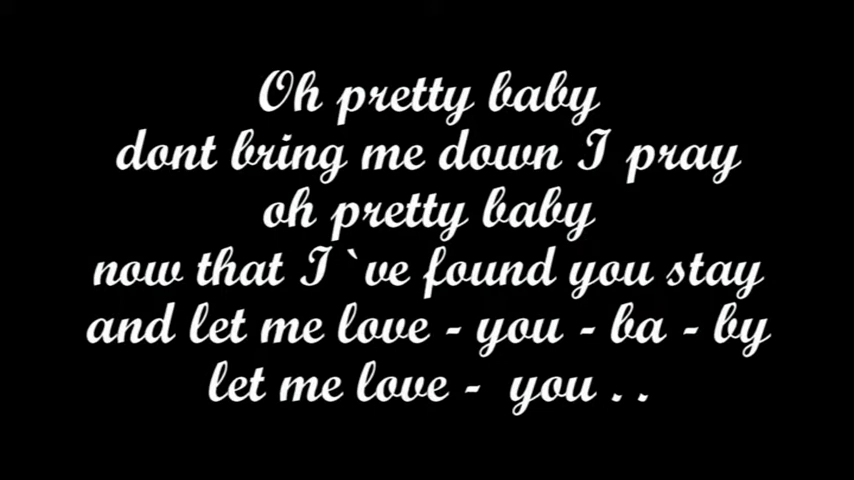 Oh pretty baby
dont bring me down I pray
oh pretty baby
now that I `ve found you stay
and let me love - you - ba - by
let me love - you . .